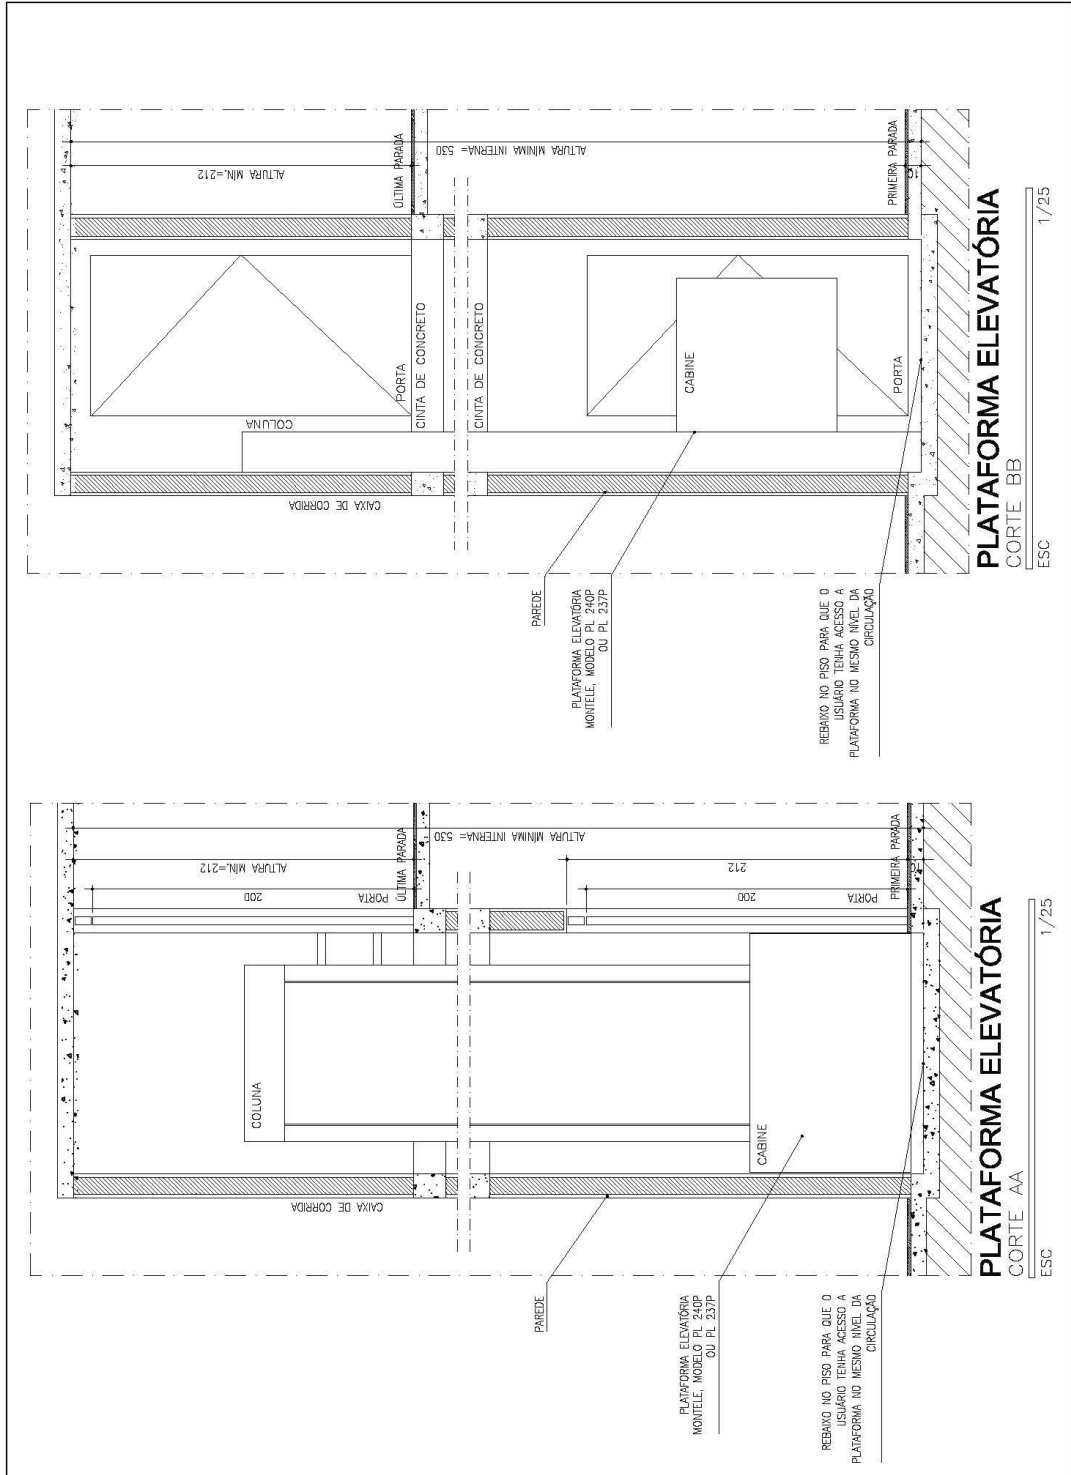 CAIXA DE CORRIDA
COLUNA
ALTURA MÍN.=212
ÚLTIMA PARADA
PORTA
200
ALTURA MÍNIMA INTERNA= 530
212
PRIMEIRA PARADA
PORTA
200
10
CABINE
PAREDE
PLATAFORMA ELEVATÓRIA
MONTELE, MODELO PL 240P
OU PL 237P
REBAIXO NO PISO PARA QUE O
USUÁRIO TENHA ACESSO A
PLATAFORMA NO MESMO NÍVEL DA
CIRCULAÇÃO
PLATAFORMA ELEVATÓRIA
CORTE AA
ESC 1/25
CAIXA DE CORRIDA
COLUNA
PORTA
CINTA DE CONCRETO
CINTA DE CONCRETO
ALTURA MÍN.=212
ÚLTIMA PARADA
ALTURA MÍNIMA INTERNA= 530
PRIMEIRA PARADA
10
CABINE
PORTA
PAREDE
PLATAFORMA ELEVATÓRIA
MONTELE, MODELO PL 240P
OU PL 237P
REBAIXO NO PISO PARA QUE O
USUÁRIO TENHA ACESSO A
PLATAFORMA NO MESMO NÍVEL DA
CIRCULAÇÃO
PLATAFORMA ELEVATÓRIA
CORTE BB
ESC 1/25